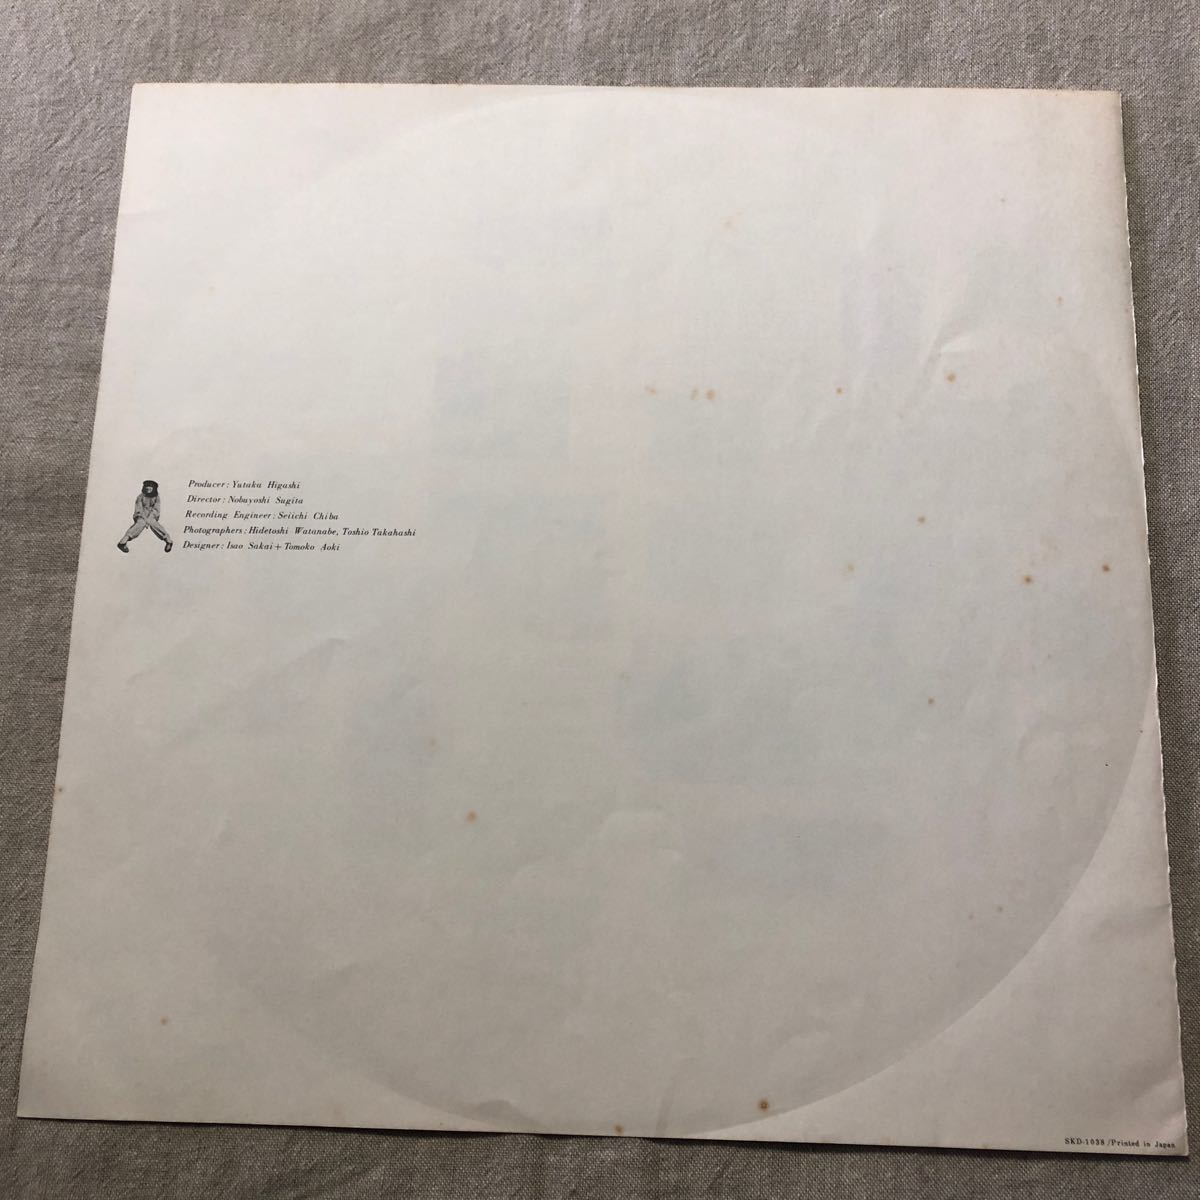 Producer : Yutaka Higashi
Director : Nobuyoshi Sugita
Recording Engineer : Seiichi Chiba
Photographers : Hidetoshi Watanabe, Toshio Takahashi
Designer : Isao Sakai + Tomoko Aoki
SKD-1038 /Printed in Japan